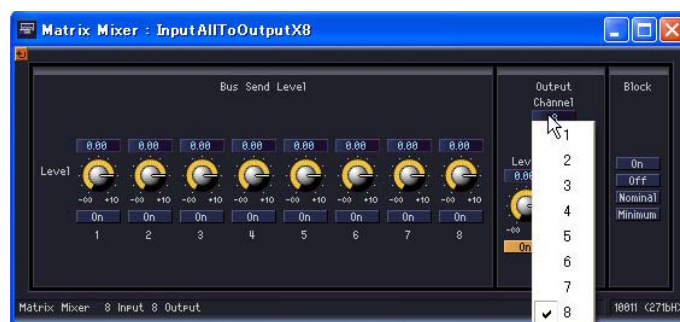 Matrix Mixer : InputAllToOutputX8
Bus Send Level
Output
Channel
Block
8
0.00 0.00 0.00 0.00 0.00 0.00 0.00 0.00
Level
-∞ +10 -∞ +10 -∞ +10 -∞ +10 -∞ +10 -∞ +10 -∞ +10 -∞ +10
On On On On On On On On
1 2 3 4 5 6 7 8
-∞
On
1
2
3
4
5
6
7
8
On
Off
Nominal
Minimum
Matrix Mixer 8 Input 8 Output
10011 (271bH)